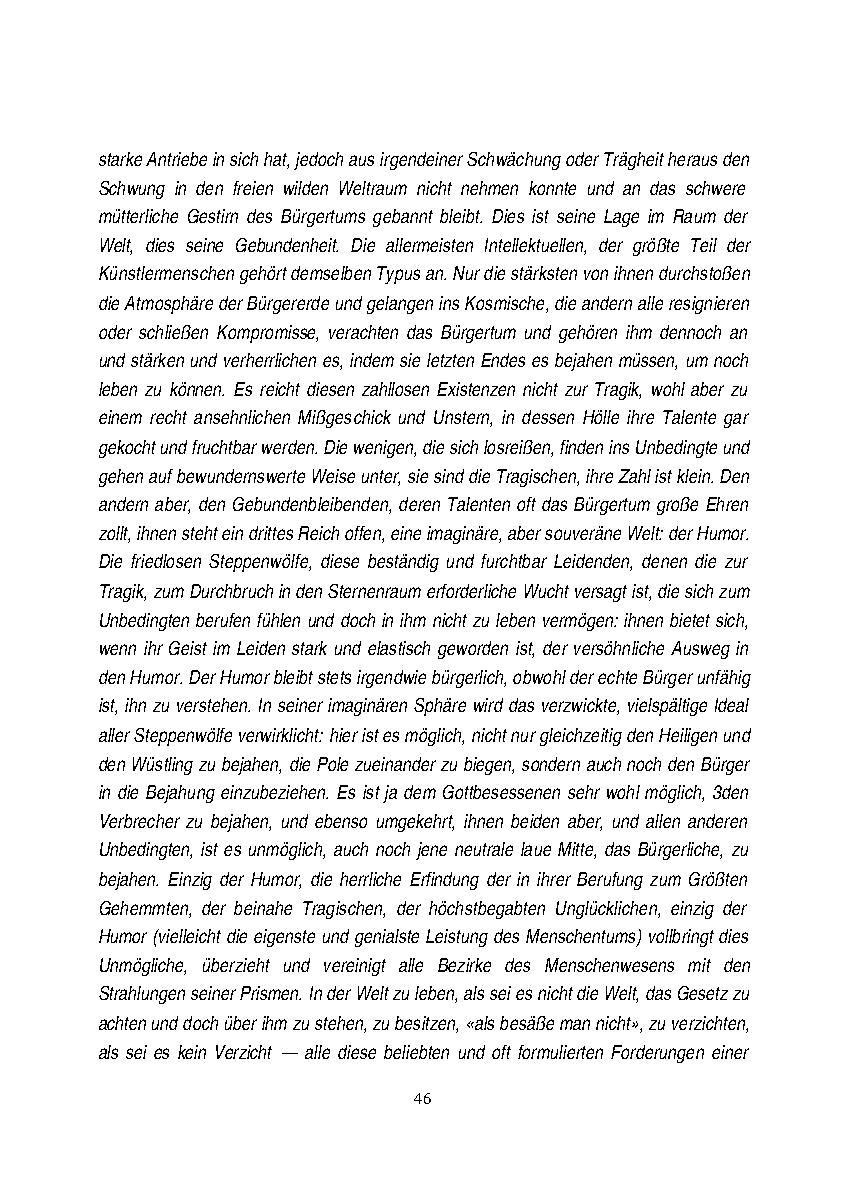 starke Antriebe in sich hat, jedoch aus irgendeiner Schwächung oder Trägheit heraus den
Schwung in den freien wilden Weltraum nicht nehmen konnte und an das schwere
mütterliche Gestirn des Bürgertums gebannt bleibt. Dies ist seine Lage im Raum der
Welt, dies seine Gebundenheit. Die allermeisten Intellektuellen, der größte Teil der
Künstlermenschen gehört demselben Typus an. Nur die stärksten von ihnen durchstoßen
die Atmosphäre der Bürgererde und gelangen ins Kosmische, die andern alle resignieren
oder schließen Kompromisse, verachten das Bürgertum und gehören ihm dennoch an
und stärken und verherrlichen es, indem sie letzten Endes es bejahen müssen, um noch
leben zu können. Es reicht diesen zahllosen Existenzen nicht zur Tragik, wohl aber zu
einem recht ansehnlichen Mißgeschick und Unstern, in dessen Hölle ihre Talente gar
gekocht und fruchtbar werden. Die wenigen, die sich losreißen, finden ins Unbedingte und
gehen auf bewundernswerte Weise unter, sie sind die Tragischen, ihre Zahl ist klein. Den
andern aber, den Gebundenbleibenden, deren Talenten oft das Bürgertum große Ehren
zollt, ihnen steht ein drittes Reich offen, eine imaginäre, aber souveräne Welt: der Humor.
Die friedlosen Steppenwölfe, diese beständig und furchtbar Leidenden, denen die zur
Tragik, zum Durchbruch in den Sternenraum erforderliche Wucht versagt ist, die sich zum
Unbedingten berufen fühlen und doch in ihm nicht zu leben vermögen: ihnen bietet sich,
wenn ihr Geist im Leiden stark und elastisch geworden ist, der versöhnliche Ausweg in
den Humor. Der Humor bleibt stets irgendwie bürgerlich, obwohl der echte Bürger unfähig
ist, ihn zu verstehen. In seiner imaginären Sphäre wird das verzwickte, vielspältige Ideal
aller Steppenwölfe verwirklicht: hier ist es möglich, nicht nur gleichzeitig den Heiligen und
den Wüstling zu bejahen, die Pole zueinander zu biegen, sondern auch noch den Bürger
in die Bejahung einzubeziehen. Es ist ja dem Gottbesessenen sehr wohl möglich, 3den
Verbrecher zu bejahen, und ebenso umgekehrt, ihnen beiden aber, und allen anderen
Unbedingten, ist es unmöglich, auch noch jene neutrale laue Mitte, das Bürgerliche, zu
bejahen. Einzig der Humor, die herrliche Erfindung der in ihrer Berufung zum Größten
Gehemmten, der beinahe Tragischen, der höchstbegabten Unglücklichen, einzig der
Humor (vielleicht die eigenste und genialste Leistung des Menschentums) vollbringt dies
Unmögliche, überzieht und vereinigt alle Bezirke des Menschenwesens mit den
Strahlungen seiner Prismen. In der Welt zu leben, als sei es nicht die Welt, das Gesetz zu
achten und doch über ihm zu stehen, zu besitzen, «als besäße man nicht», zu verzichten,
als sei es kein Verzicht — alle diese beliebten und oft formulierten Forderungen einer
46